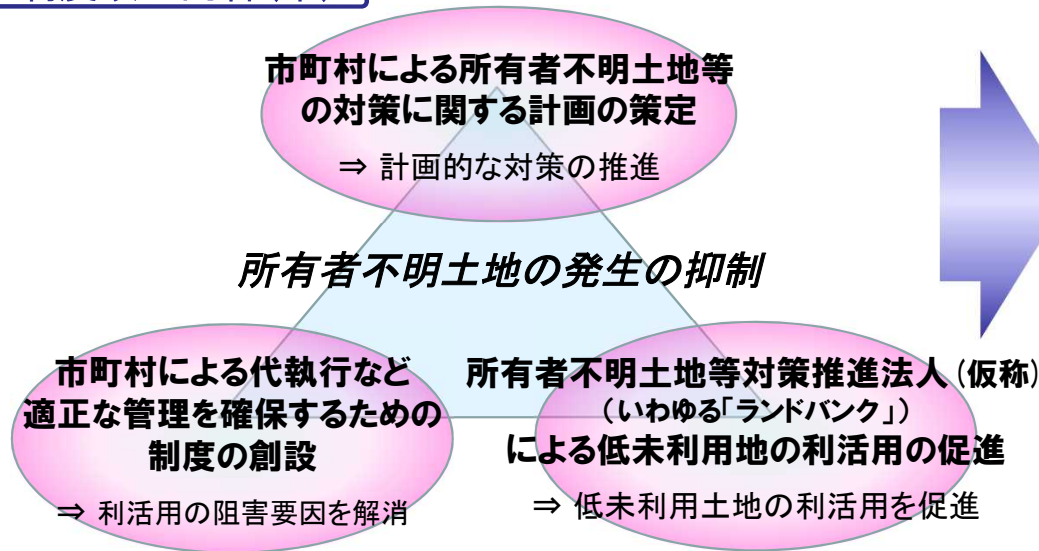 市町村による所有者不明土地等
の対策に関する計画の策定
⇒ 計画的な対策の推進
所有者不明土地の発生の抑制
市町村による代執行など
適正な管理を確保するための
制度の創設
⇒ 利活用の阻害要因を解消
所有者不明土地等対策推進法人(仮称)
(いわゆる「ランドバンク」)
による低未利用地の利活用の促進
⇒ 低未利用土地の利活用を促進